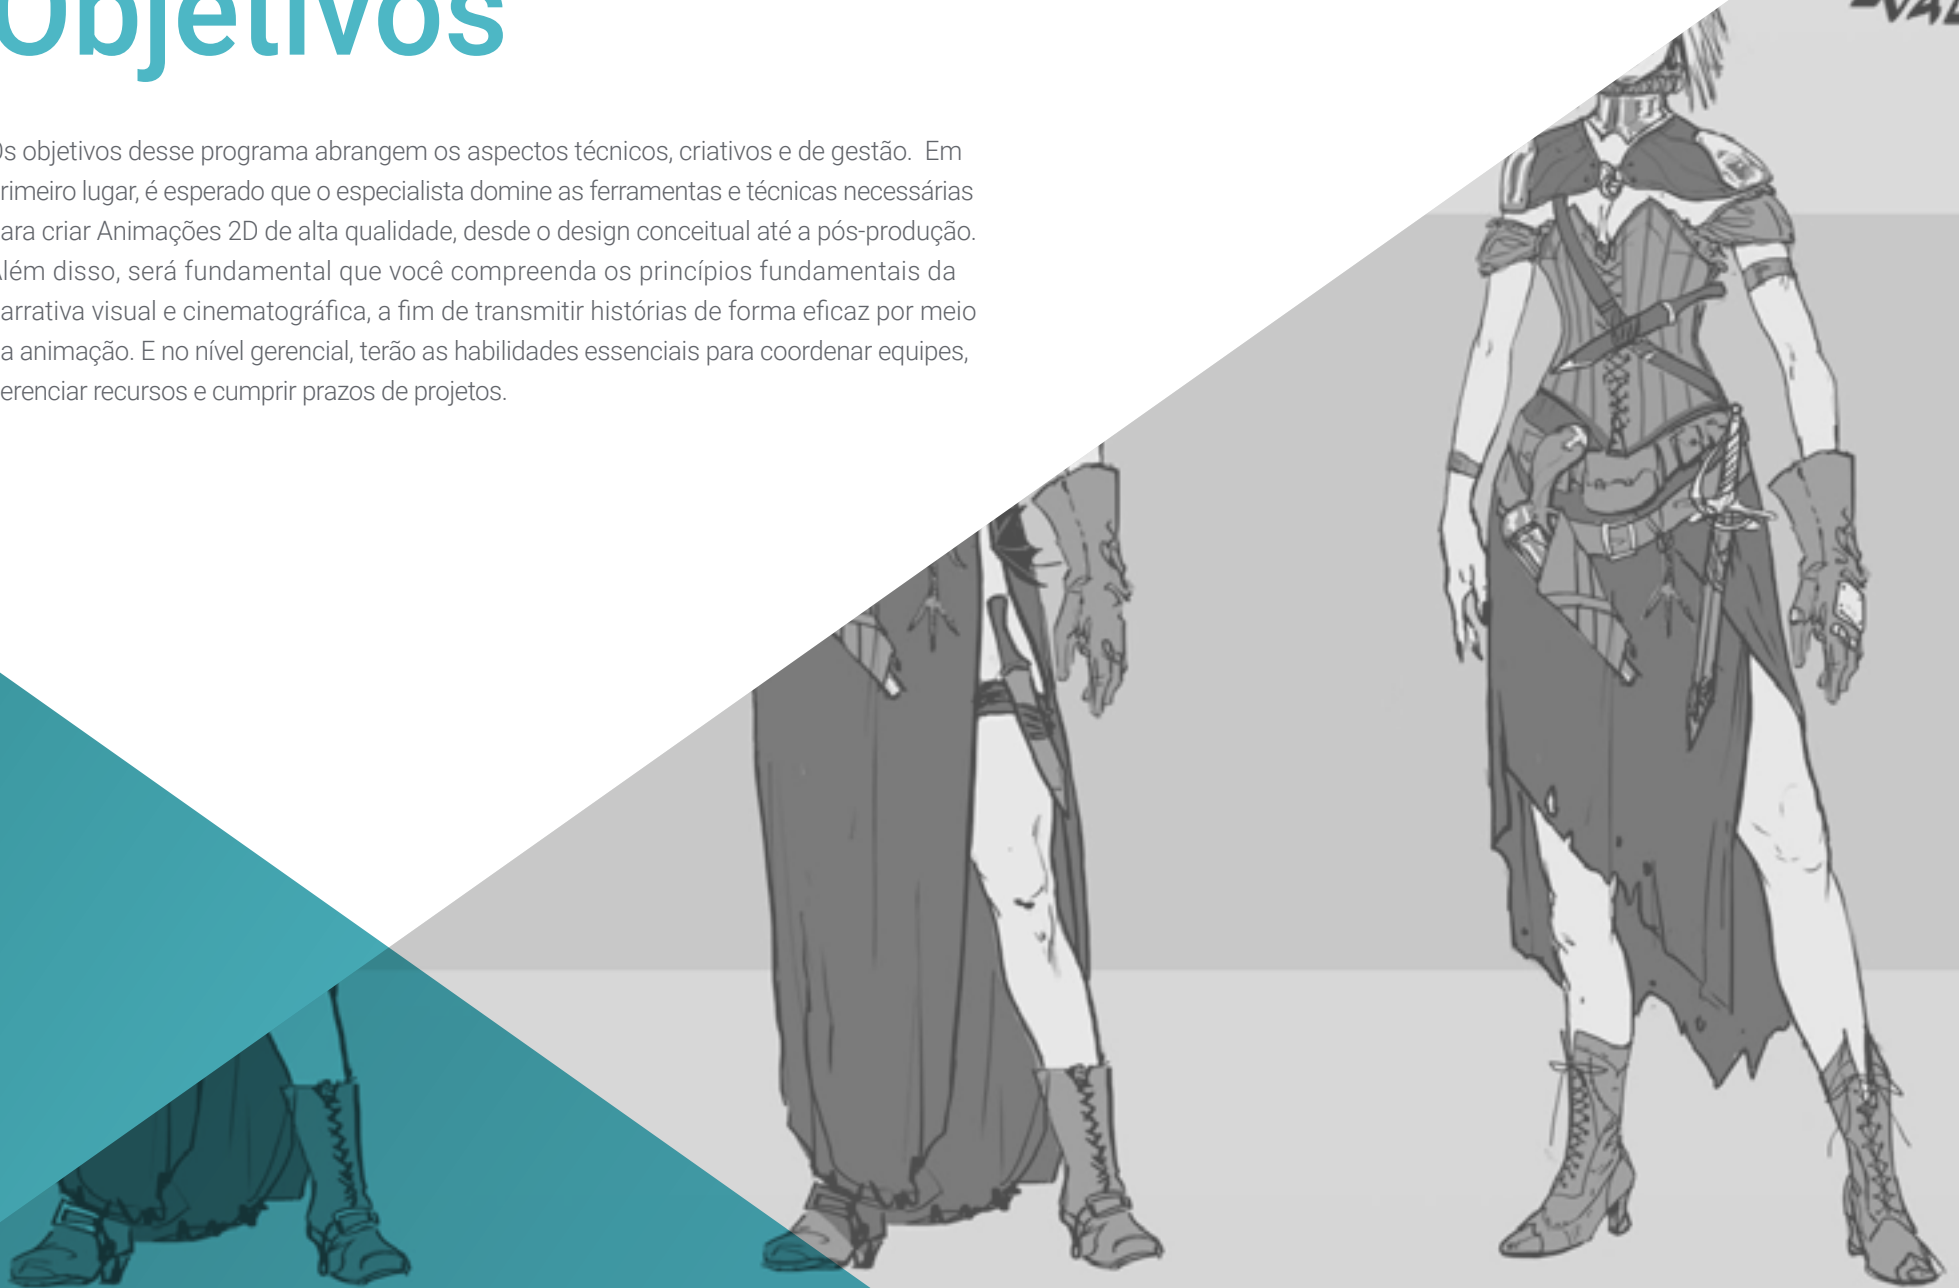 Objetivos
s objetivos desse programa abrangem os aspectos técnicos, criativos e de gestão. Em
rimeiro lugar, é esperado que o especialista domine as ferramentas e técnicas necessárias
ara criar Animações 2D de alta qualidade, desde o design conceitual até a pós-produção.
lém disso, será fundamental que você compreenda os princípios fundamentais da
arrativa visual e cinematográfica, a fim de transmitir histórias de forma eficaz por meio
a animação. E no nível gerencial, terão as habilidades essenciais para coordenar equipes,
erenciar recursos e cumprir prazos de projetos.